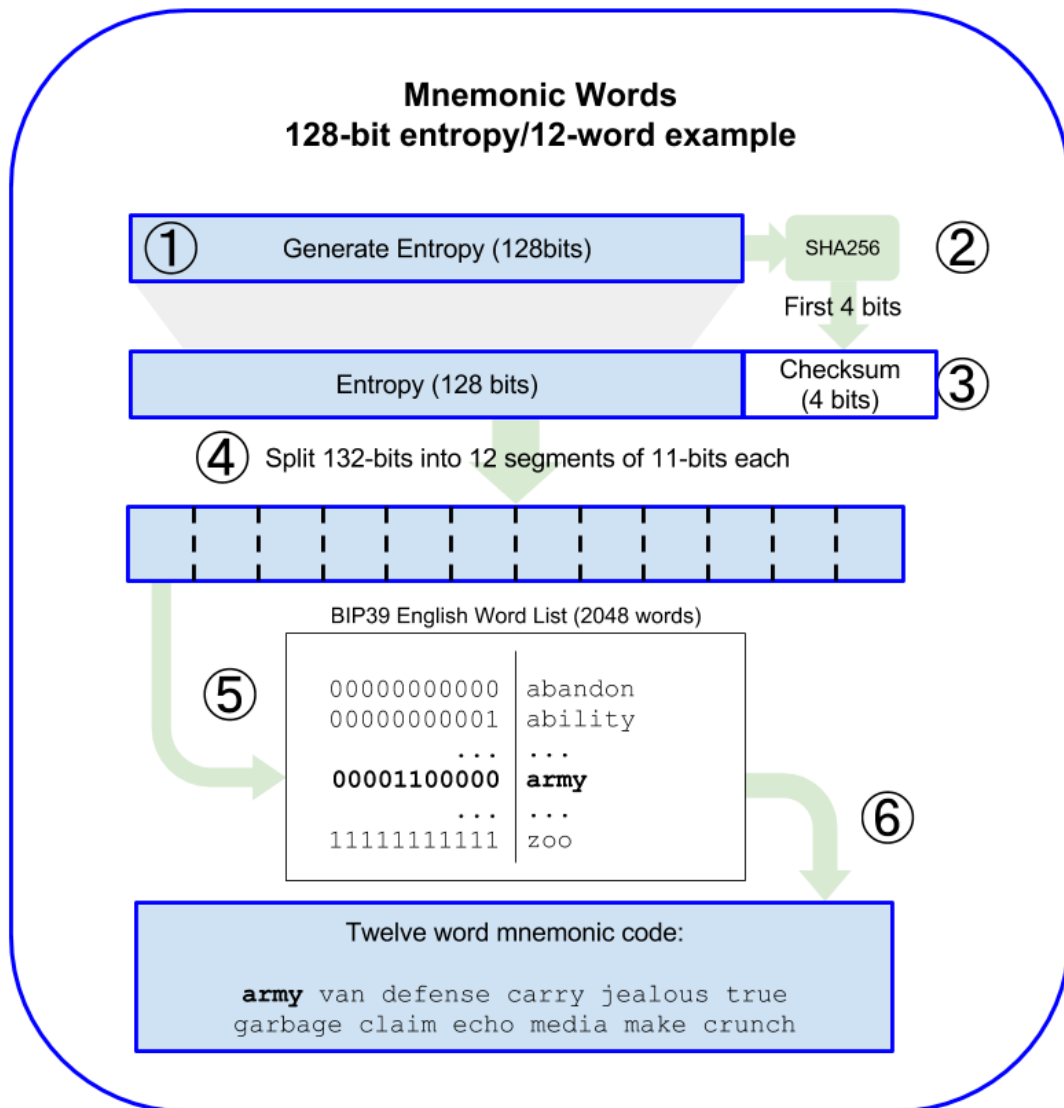 Mnemonic Words
128-bit entropy/12-word example
① Generate Entropy (128bits)
SHA256
②
First 4 bits
Entropy (128 bits)
Checksum
(4 bits)
③
④ Split 132-bits into 12 segments of 11-bits each
BIP39 English Word List (2048 words)
⑤
00000000000 abandon
00000000001 ability
... ...
00001100000 army
... ...
11111111111 zoo
⑥
Twelve word mnemonic code:
army van defense carry jealous true
garbage claim echo media make crunch